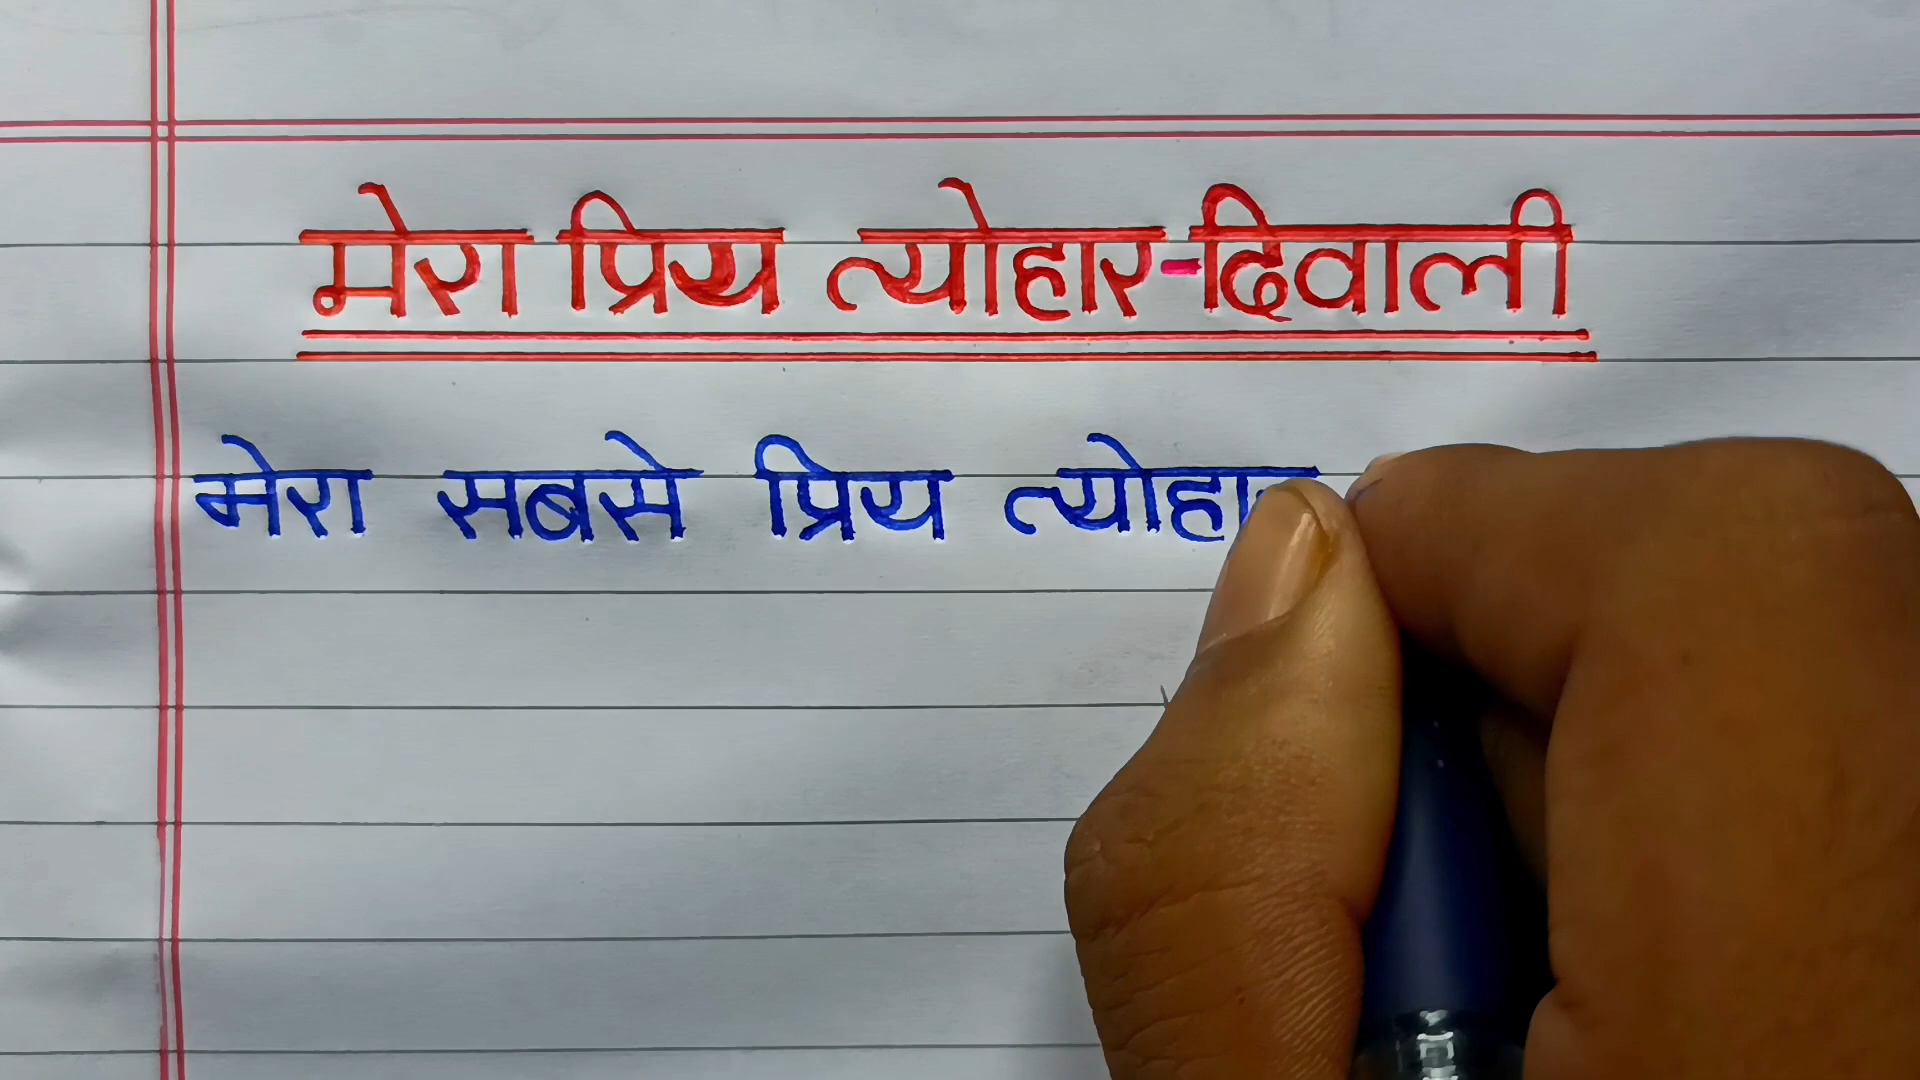 मेरा प्रिय त्योहार-दिवाली
मेरा सबसे प्रिय